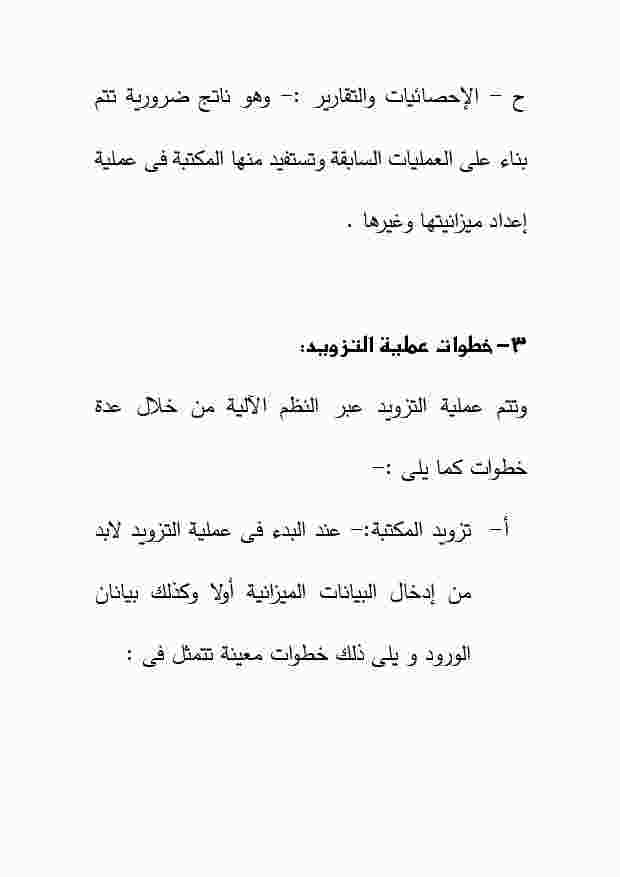 ح – الإحصائيات والتقارير :– وهو ناتج ضرورية تتم
بناء على العمليات السابقة وتستفيد منها المكتبة فى عملية
إعداد ميزانيتها وغيرها .
٣– خطوات عملية التزويد:
وتتم عملية التزويد عبر النظم الآلية من خلال عدة
خطوات كما يلى :–
أ– تزويد المكتبة:– عند البدء فى عملية التزويد لابد
من إدخال البيانات الميزانية أولا وكذلك بيانان
الورود و يلى ذلك خطوات معينة تتمثل فى :